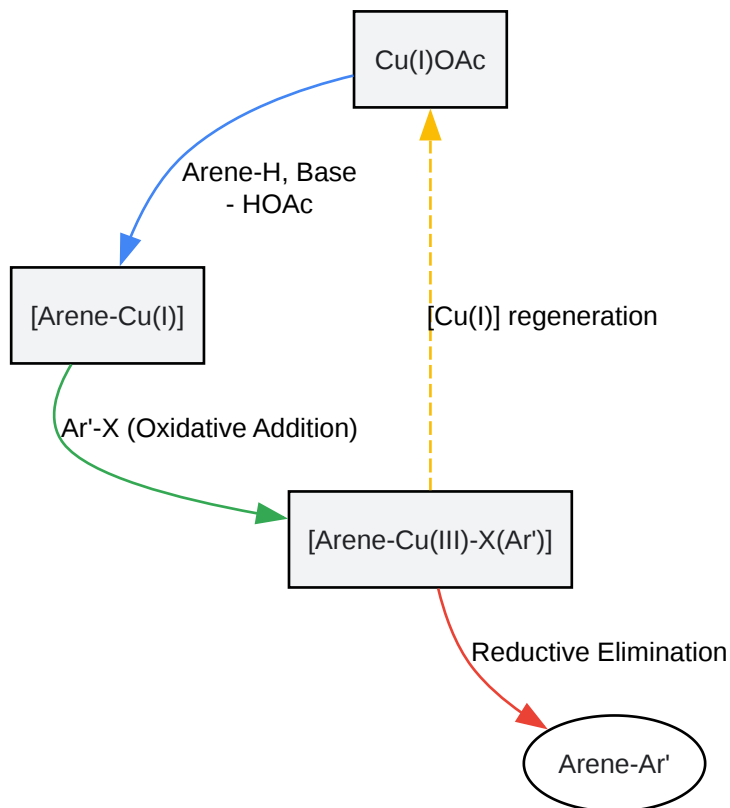 Cu(I)OAc
Arene-H, Base
- HOAc
[Arene-Cu(I)]
[Cu(I)] regeneration
Ar'-X (Oxidative Addition)
[Arene-Cu(III)-X(Ar')]
Reductive Elimination
Arene-Ar'